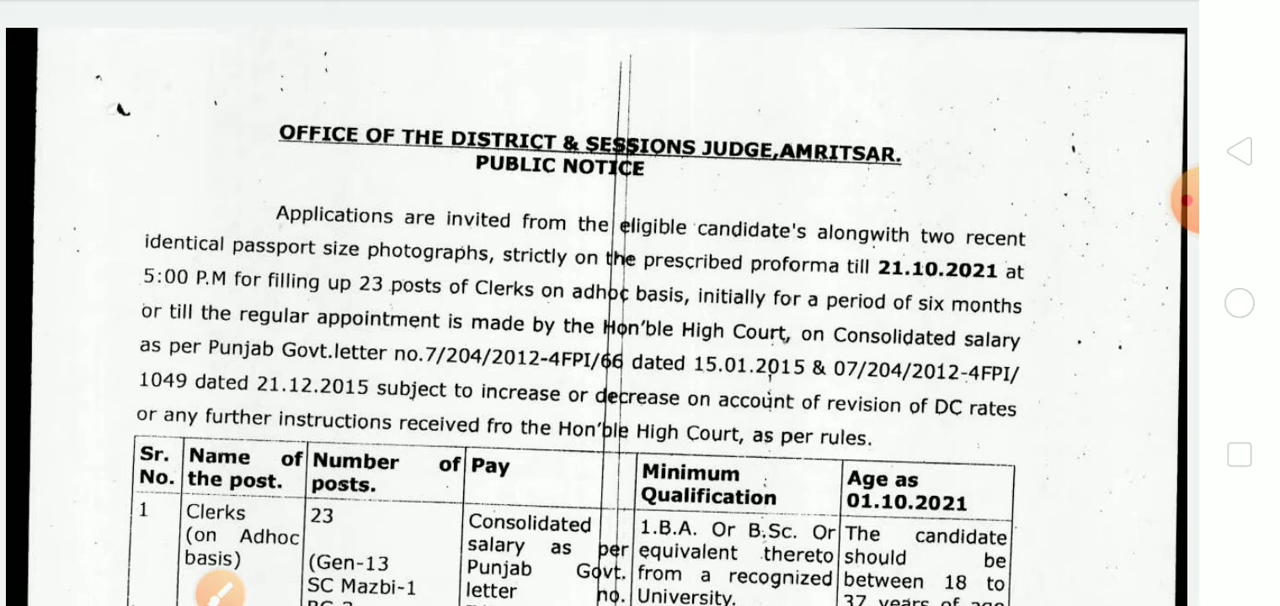 OFFICE OF THE DISTRICT & SESSIONS JUDGE,AMRITSAR.
PUBLIC NOTICE
Applications are invited from the eligible candidate's alongwith two recent
identical passport size photographs, strictly on the prescribed proforma till 21.10.2021 at
5:00 P.M for filling up 23 posts of Clerks on adhoc basis, initially for a period of six months
or till the regular appointment is made by the Hon'ble High Court, on Consolidated salary
as per Punjab Govt.letter no.7/204/2012-4FPI/66 dated 15.01.2015 & 07/204/2012-4FPI/
1049 dated 21.12.2015 subject to increase or decrease on account of revision of DC rates
or any further instructions received fro the Hon'ble High Court, as per rules.
Sr.
No.
Name of
the post.
Number of
posts.
Pay
Minimum
Qualification
Age as
01.10.2021
1
Clerks
(on Adhoc
basis)
23
(Gen-13
SC Mazbi-1
Consolidated
salary as per
Punjab Govt.
letter no.
1.B.A. Or B.Sc. Or
equivalent thereto
from a recognized
University.
The candidate
should be
between 18 to
37 years of age